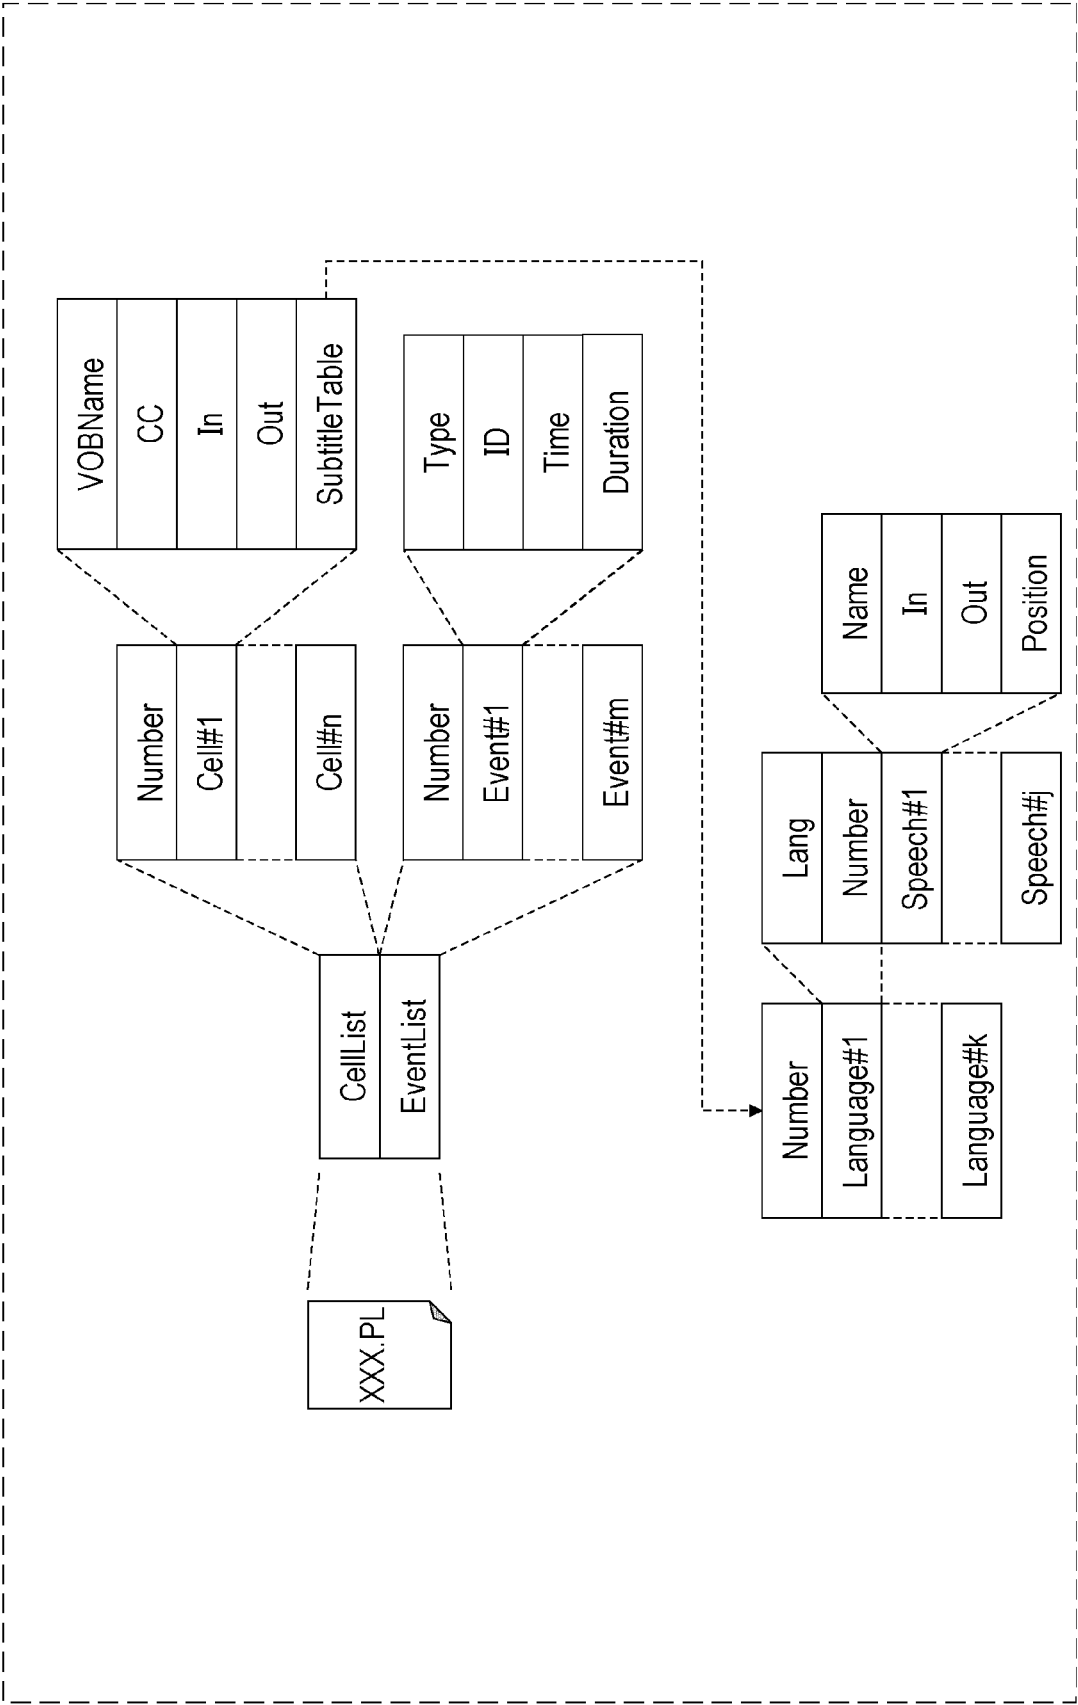 XXX.PL
CellList
EventList
Number
Cell#1
Cell#n
Number
Event#1
Event#m
VOBName
CC
In
Out
SubtitleTable
Type
ID
Time
Duration
Number
Language#1
Language#k
Lang
Number
Speech#1
Speech#j
Name
In
Out
Position